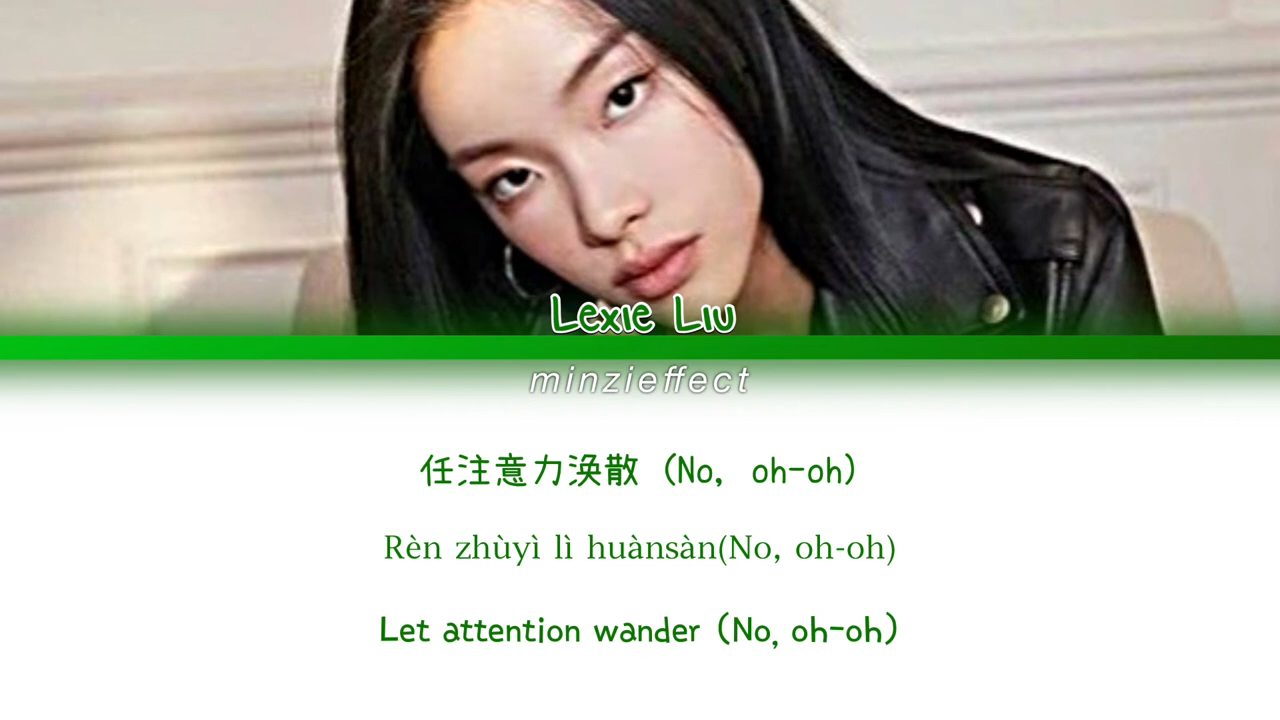 Lexie Liu
minzieffect
任注意力涣散 (No, oh-oh)
Rèn zhùyì lì huànsàn(No, oh-oh)
Let attention wander (No, oh-oh)